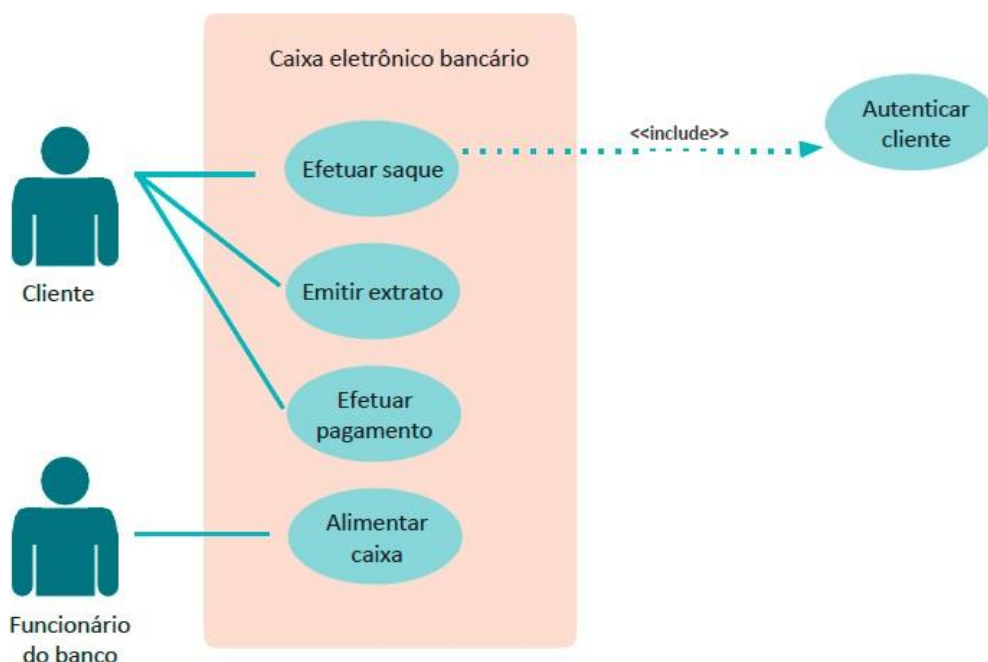 Caixa eletrônico bancário
Efetuar saque
<<include>>
Autenticar
cliente
Cliente
Emitir extrato
Efetuar
pagamento
Alimentar
caixa
Funcionário
do banco